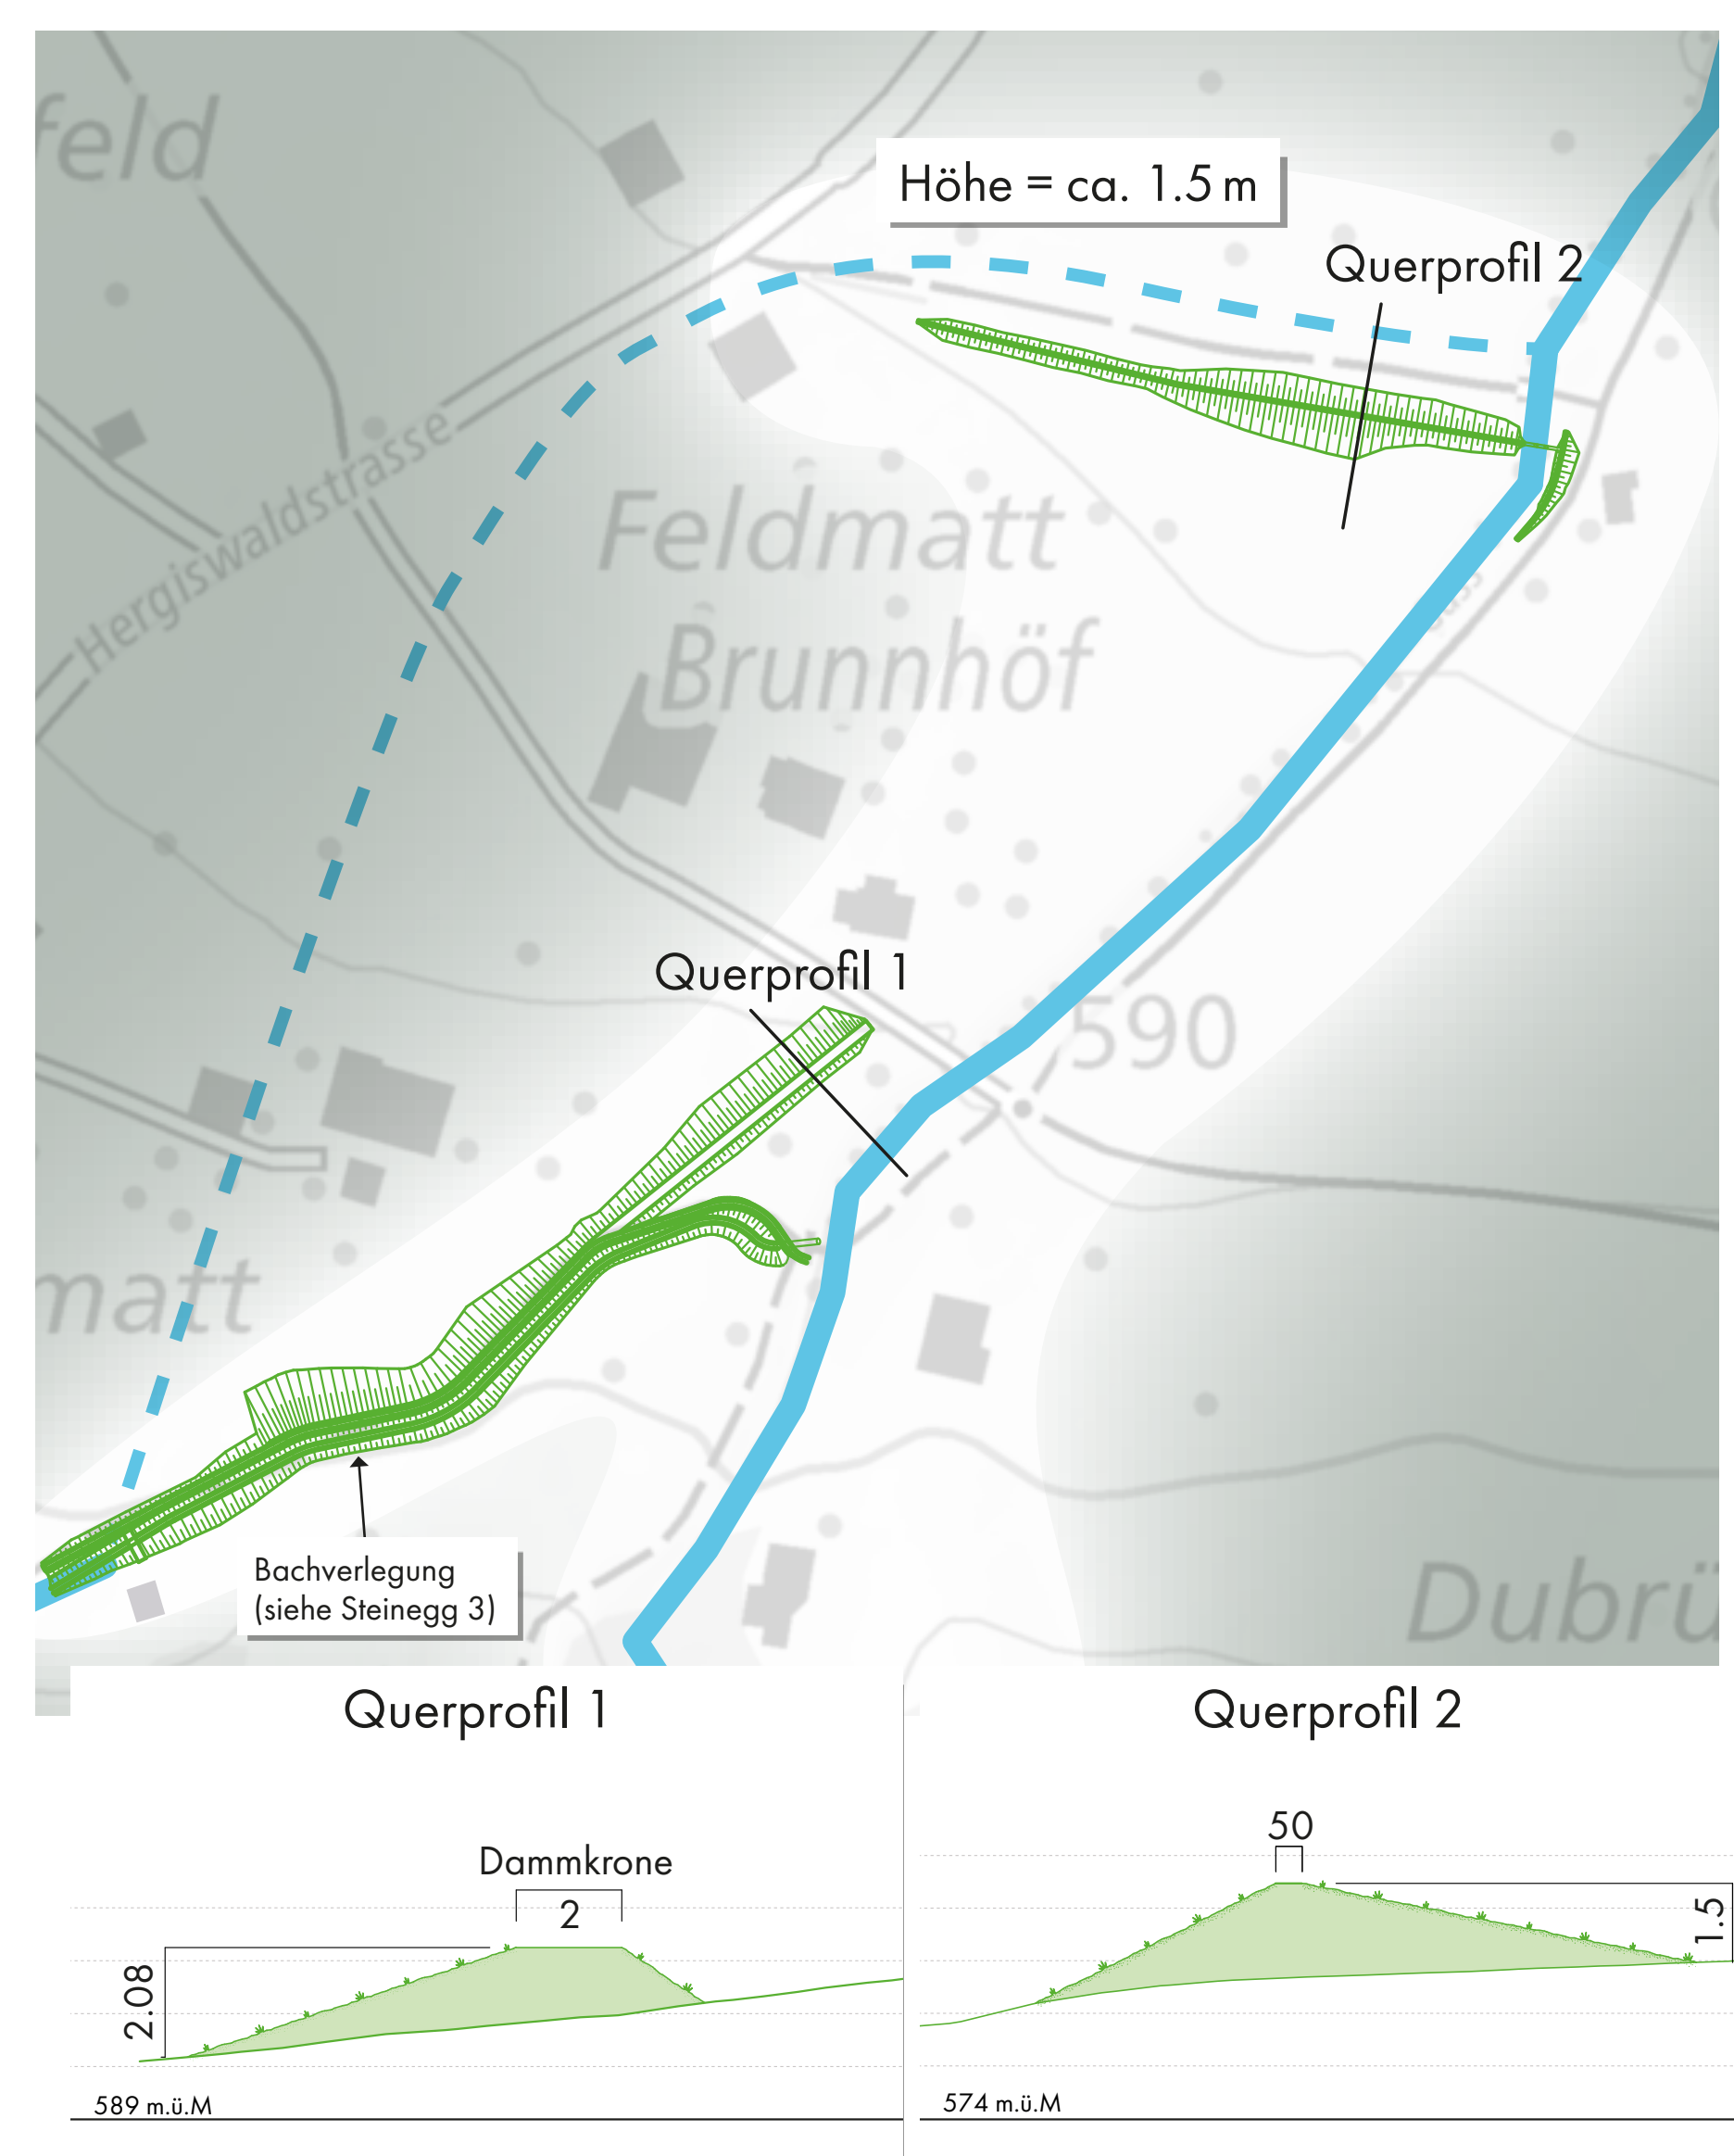 feld
Höhe = ca. 1.5 m
Querprofil 2
Hergiswaldstrasse
Feldmatt
Brunnhöf
Querprofil 1
590
matt
Bachverlegung
(siehe Steinegg 3)
Dubrü
Querprofil 1
Dammkrone
2
2.08
589 m.ü.M
Querprofil 2
50
1.5
574 m.ü.M